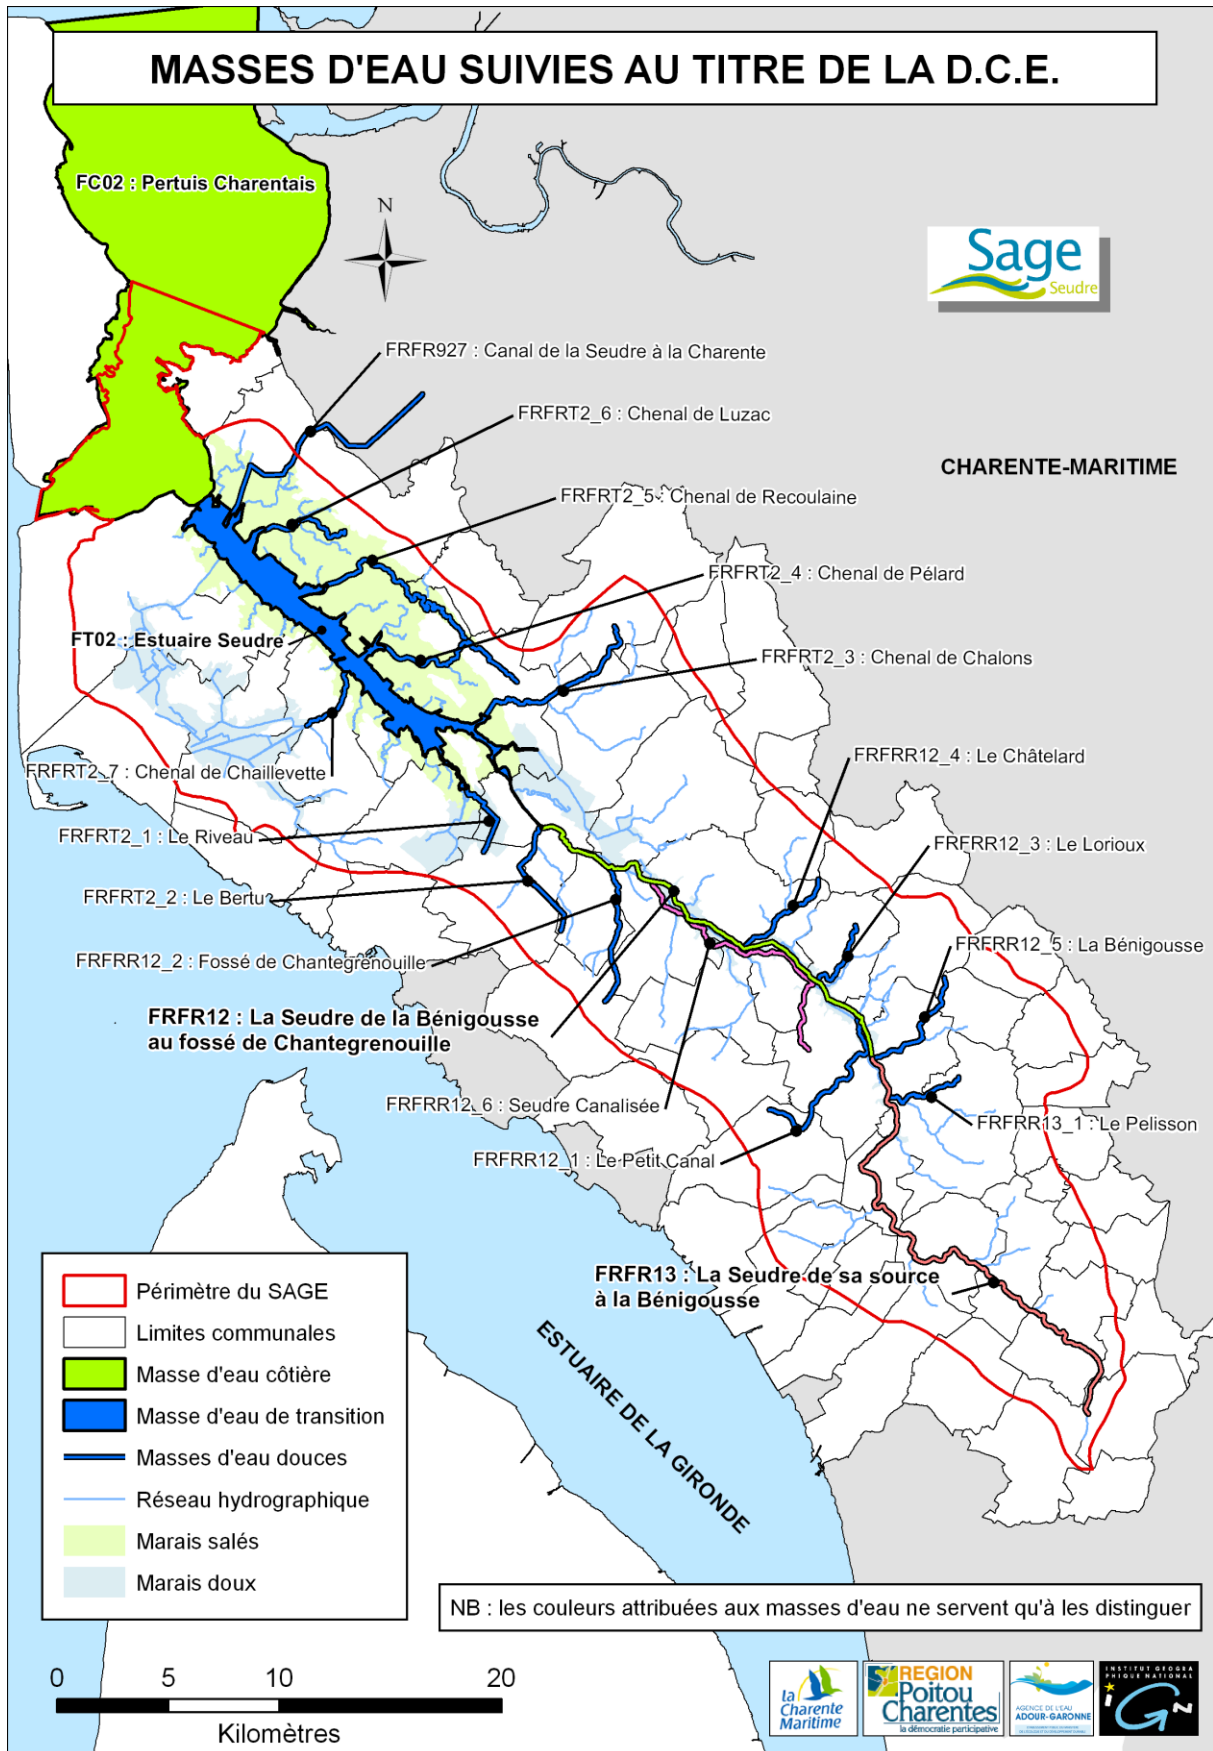 MASSES D'EAU SUIVIES AU TITRE DE LA D.C.E.
FC02 : Pertuis Charentais
N
Sage
Seudre
FRFR927 : Canal de la Seudre à la Charente
FRFRT2_6 : Chenal de Luzac
CHARENTE-MARITIME
FRFRT2_5 : Chenal de Recoulaine
FRFRT2_4 : Chenal de Pélard
FT02 : Estuaire Seudre
FRFRT2_3 : Chenal de Chalons
FRFRR12_4 : Le Châtelard
FRFRT2_7 : Chenal de Chaillevette
FRFRT2_1 : Le Riveau
FRFRR12_3 : Le Lorioux
FRFRT2_2 : Le Bertu
FRFRR12_5 : La Bénigousse
FRFRR12_2 : Fossé de Chantegrenouille
FRFR12 : La Seudre de la Bénigousse
au fossé de Chantegrenouille
FRFRR12_6 : Seudre Canalisée
FRFRR13_1 : Le Pelisson
FRFRR12_1 : Le Petit Canal
FRFR13 : La Seudre de sa source
à la Bénigousse
ESTUAIRE DE LA GIRONDE
Périmètre du SAGE
Limites communales
Masse d'eau côtière
Masse d'eau de transition
Masses d'eau douces
Réseau hydrographique
Marais salés
Marais doux
NB : les couleurs attribuées aux masses d'eau ne servent qu'à les distinguer
0 5 10 20
Kilomètres
la
Charente
Maritime
REGION
Poitou
Charentes
la démocratie participative
AGENCE DE L'EAU
ADOUR-GARONNE
INSTITUT GEOGRA
PHIQUE NATIONAL
IGN